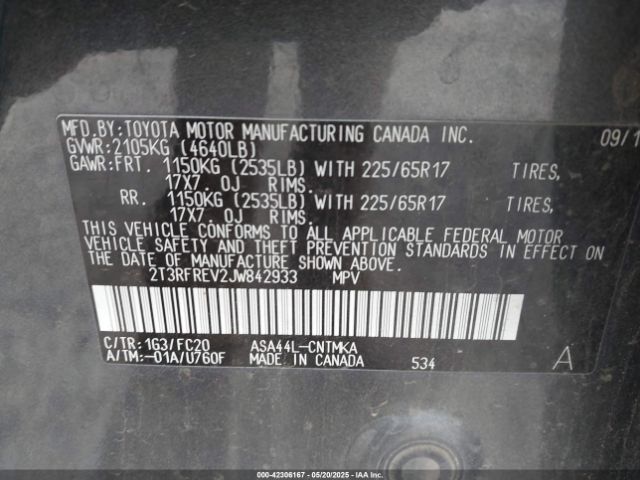 MFD.BY:TOYOTA MOTOR MANUFACTURING CANADA INC. 09/1
GVWR:2105KG (4640LB)
GAWR:FRT. 1150KG (2535LB) WITH 225/65R17 TIRES,
17X7.0J RIMS.
RR. 1150KG (2535LB) WITH 225/65R17 TIRES,
17X7.0J RIMS.
THIS VEHICLE CONFORMS TO ALL APPLICABLE FEDERAL MOTOR
VEHICLE SAFETY AND THEFT PREVENTION STANDARDS IN EFFECT ON
THE DATE OF MANUFACTURE SHOWN ABOVE.
2T3RFREV2JW842933 MPV
C/TR:1G3/FC20 ASA44L-CNTMKA
A/TM:-01A/U760F MADE IN CANADA 534 A
000-42306167 - 05/20/2025 - IAAI.COM